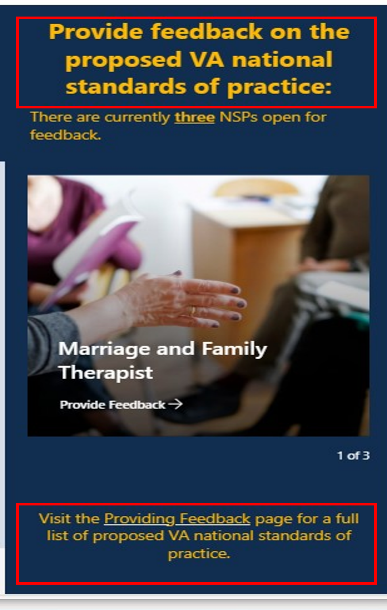 Provide feedback on the
proposed VA national
standards of practice:
There are currently three NSPs open for
feedback.
Marriage and Family
Therapist
Provide Feedback →
1 of 3
Visit the Providing Feedback page for a full
list of proposed VA national standards of
practice.